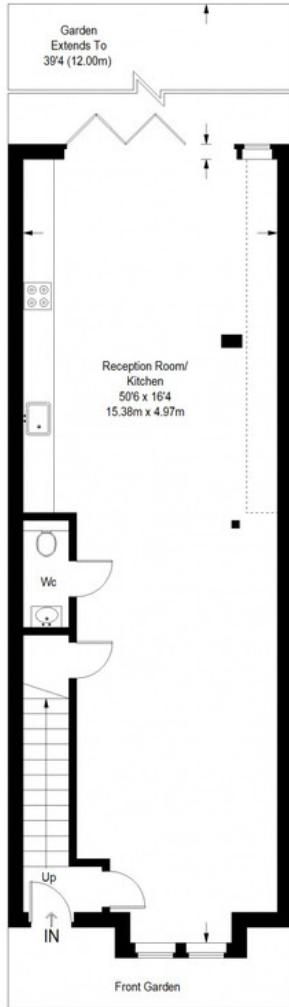 Garden
Extends To
39'4 (12.00m)
Reception Room/
Kitchen
50'6 x 16'4
15.38m x 4.97m
Wc
Up
IN
Front Garden